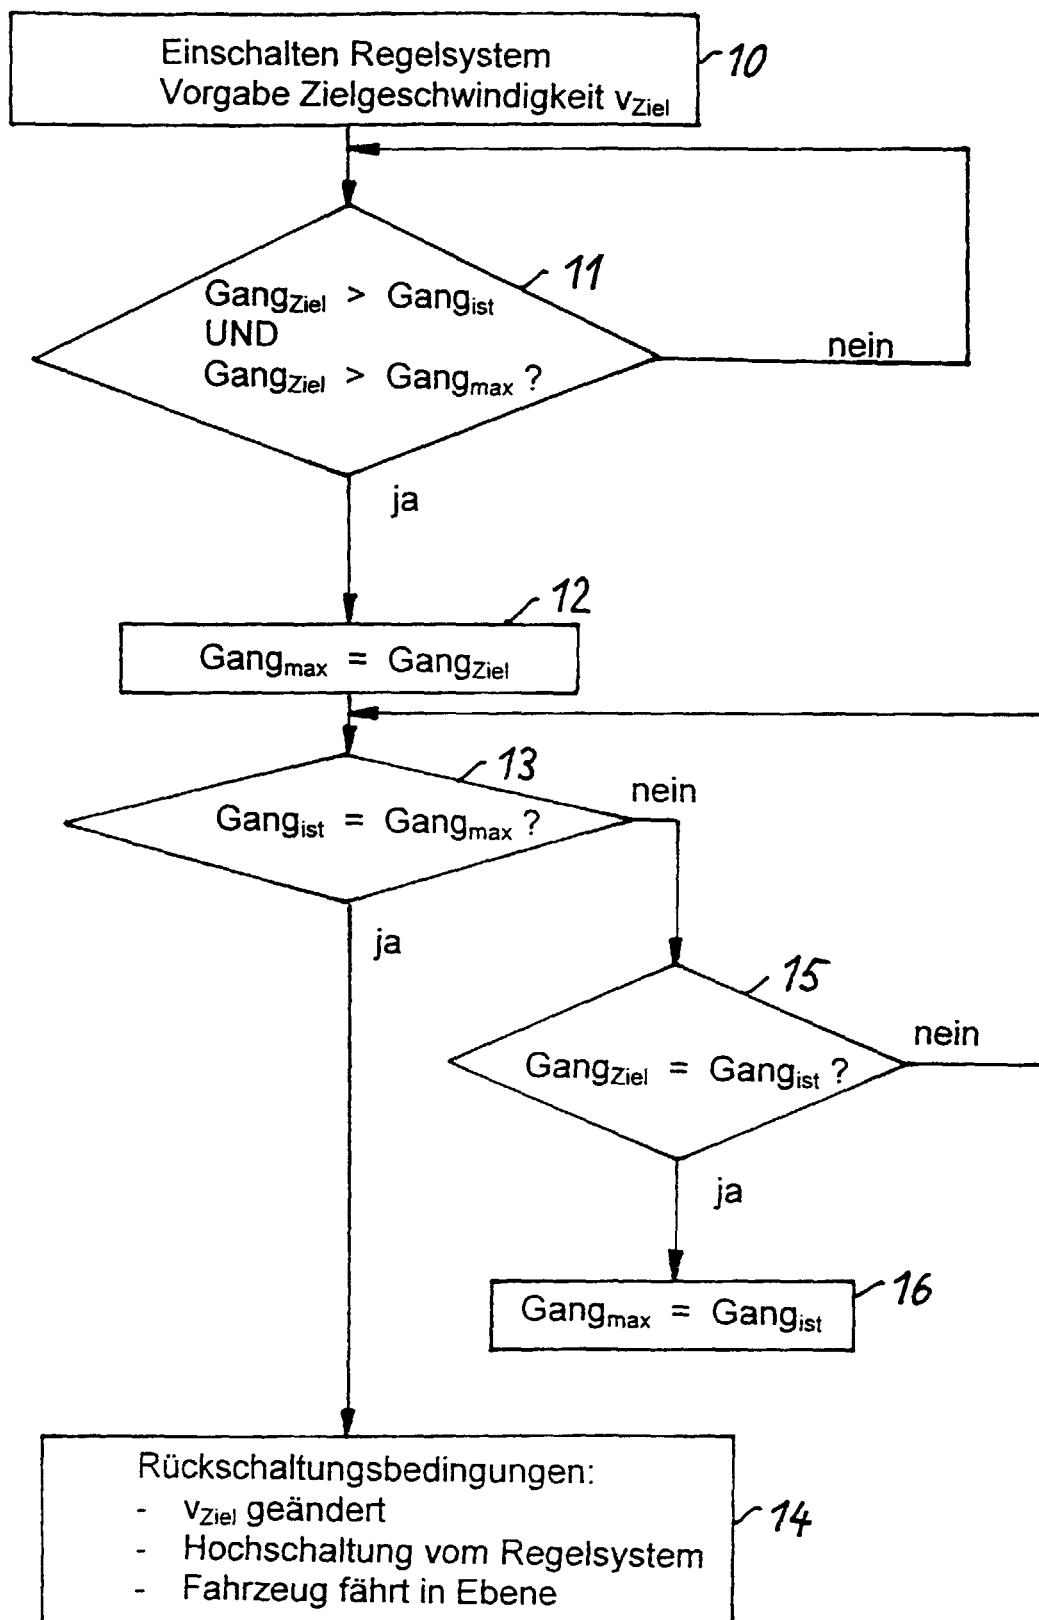 Einschalten Regelsystem
Vorgabe Zielgeschwindigkeit vZiel
10
11
GangZiel > Gangist
UND
GangZiel > Gangmax ?
nein
ja
12
Gangmax = GangZiel
13
nein
Gangist = Gangmax ?
ja
15
nein
GangZiel = Gangist ?
ja
16
Gangmax = Gangist
Rückschaltungsbedingungen:
- vZiel geändert
14
- Hochschaltung vom Regelsystem
- Fahrzeug fährt in Ebene